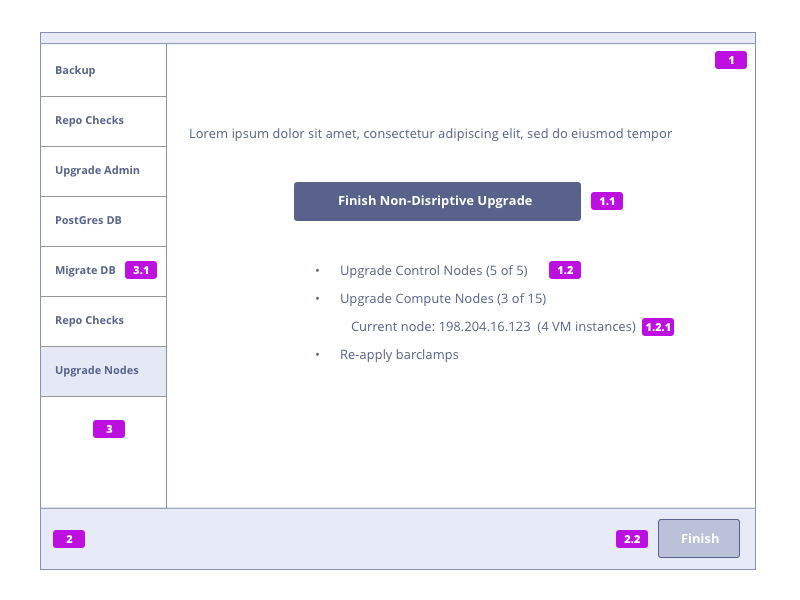 Backup
1
Repo Checks
Lorem ipsum dolor sit amet, consectetur adipiscing elit, sed do eiusmod tempor
Upgrade Admin
Finish Non-Disriptive Upgrade 1.1
PostGres DB
Migrate DB 3.1
• Upgrade Control Nodes (5 of 5) 1.2
• Upgrade Compute Nodes (3 of 15)
Repo Checks
Current node: 198.204.16.123 (4 VM instances) 1.2.1
• Re-apply barclamps
Upgrade Nodes
3
2
2.2 Finish